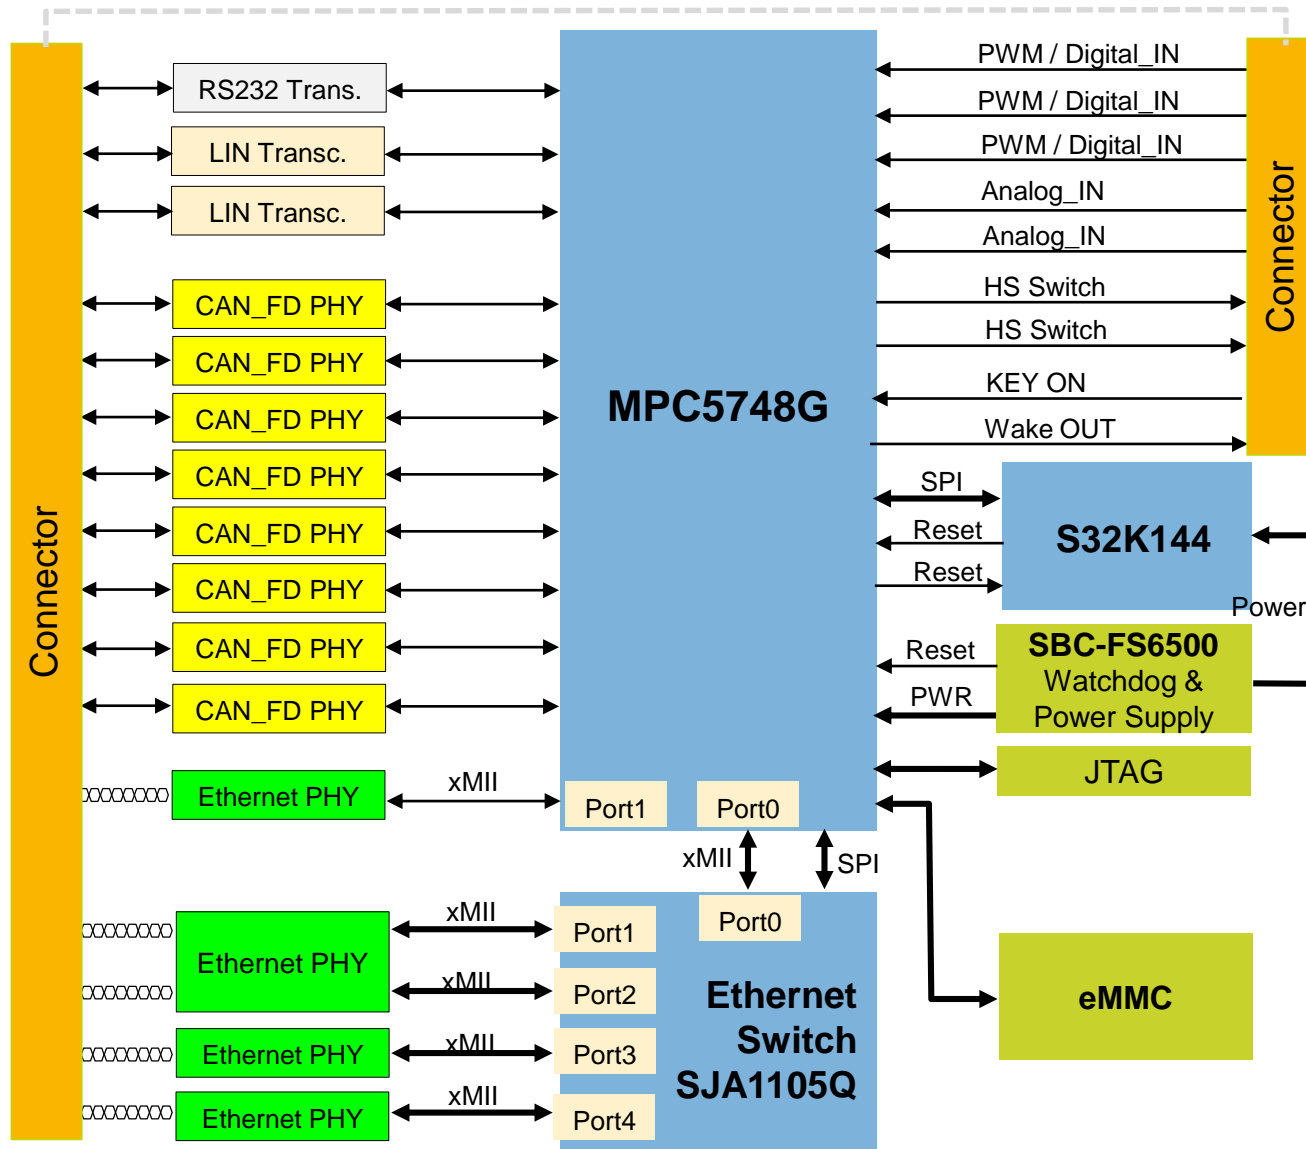 Connector
RS232 Trans.
LIN Transc.
LIN Transc.
CAN_FD PHY
CAN_FD PHY
CAN_FD PHY
CAN_FD PHY
CAN_FD PHY
CAN_FD PHY
CAN_FD PHY
CAN_FD PHY
Ethernet PHY
xMII
MPC5748G
Port1
Port0
PWM / Digital_IN
PWM / Digital_IN
PWM / Digital_IN
Analog_IN
Analog_IN
HS Switch
HS Switch
KEY ON
Wake OUT
Connector
SPI
Reset
Reset
S32K144
Power
Reset
PWR
SBC-FS6500
Watchdog &
Power Supply
JTAG
xMII
SPI
Ethernet PHY
xMII
xMII
Ethernet PHY
xMII
Ethernet PHY
xMII
Port0
Port1
Port2
Port3
Port4
Ethernet
Switch
SJA1105Q
eMMC